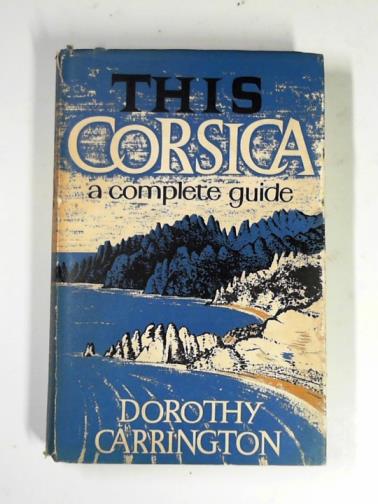 THIS
CORSICA
a complete guide
DOROTHY
CARRINGTON